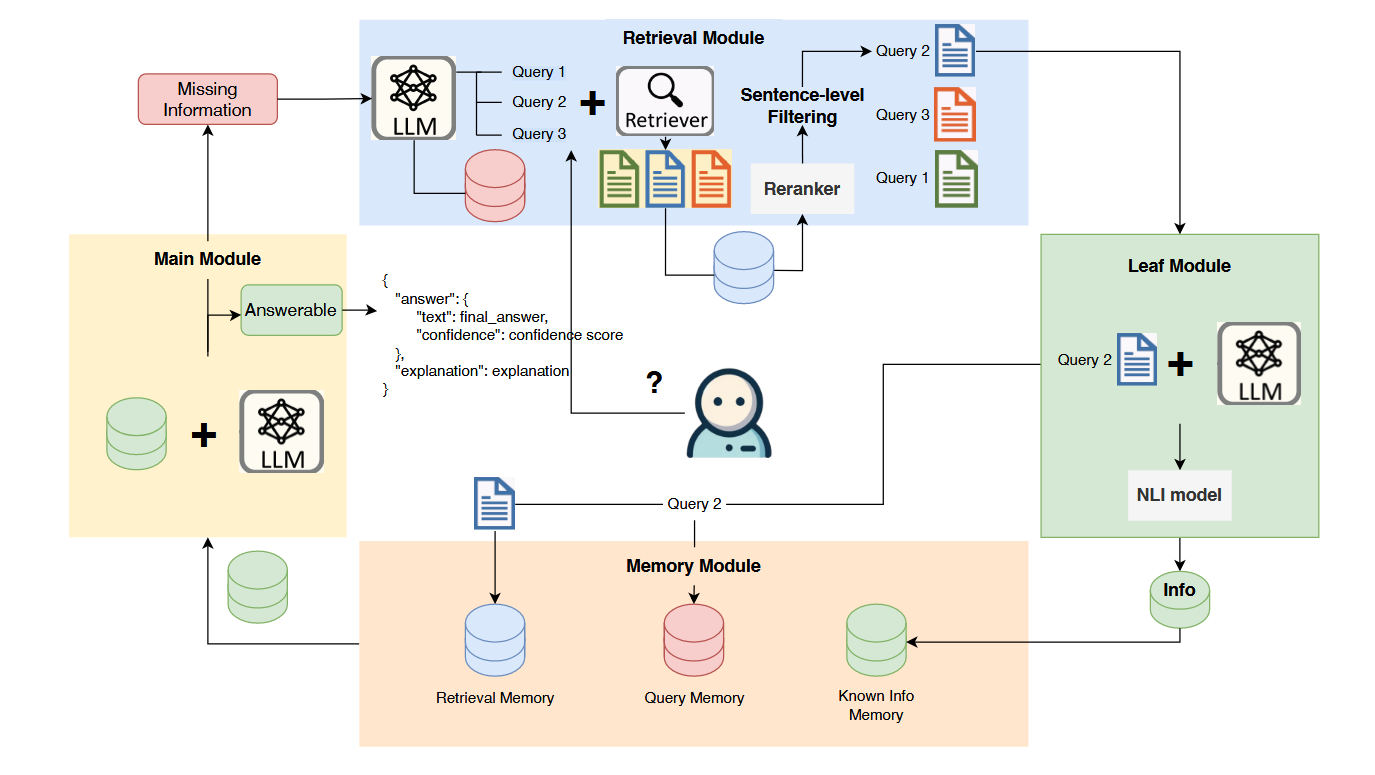 Retrieval Module
Missing
Information
LLM
Query 1
Query 2
Query 3
+
Retriever
Sentence-level
Filtering
Reranker
Query 2
Query 3
Query 1
Main Module
Answerable
{
"answer": {
"text": final_answer,
"confidence": confidence score
},
"explanation": explanation
}
+
LLM
?
Leaf Module
Query 2
+
LLM
NLI model
Info
Query 2
Memory Module
Retrieval Memory
Query Memory
Known Info
Memory